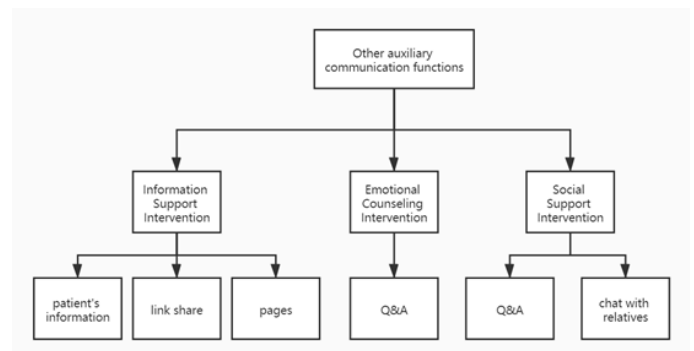 Other auxiliary
communication functions
Information
Support
Intervention
Emotional
Counseling
Intervention
Social
Support
Intervention
patient's
information
link share
pages
Q&A
Q&A
chat with
relatives